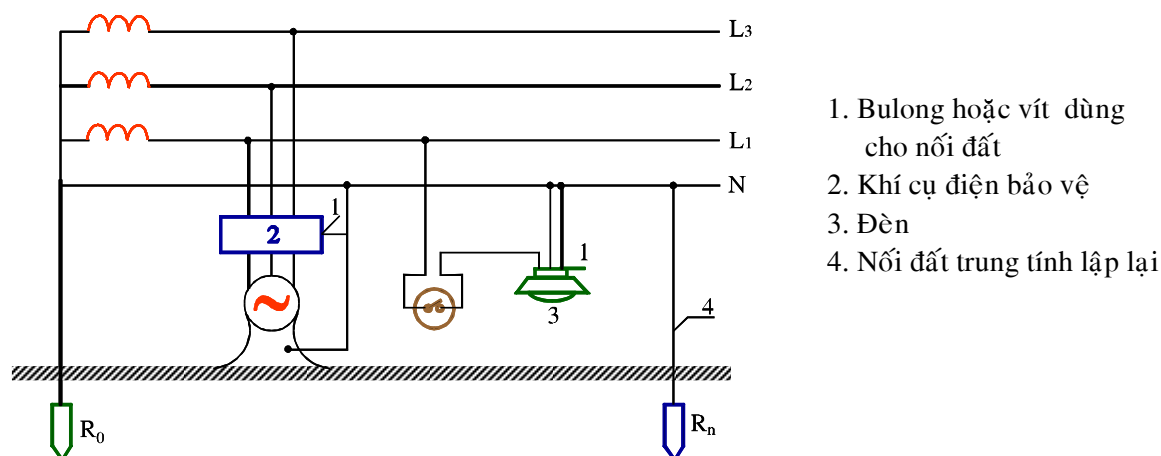 L3
L2
L1
N
1
2
1
3
4
R0
Rn
1. Bulong hoặc vít dùng
cho nối đất
2. Khí cụ điện bảo vệ
3. Đèn
4. Nối đất trung tính lập lại